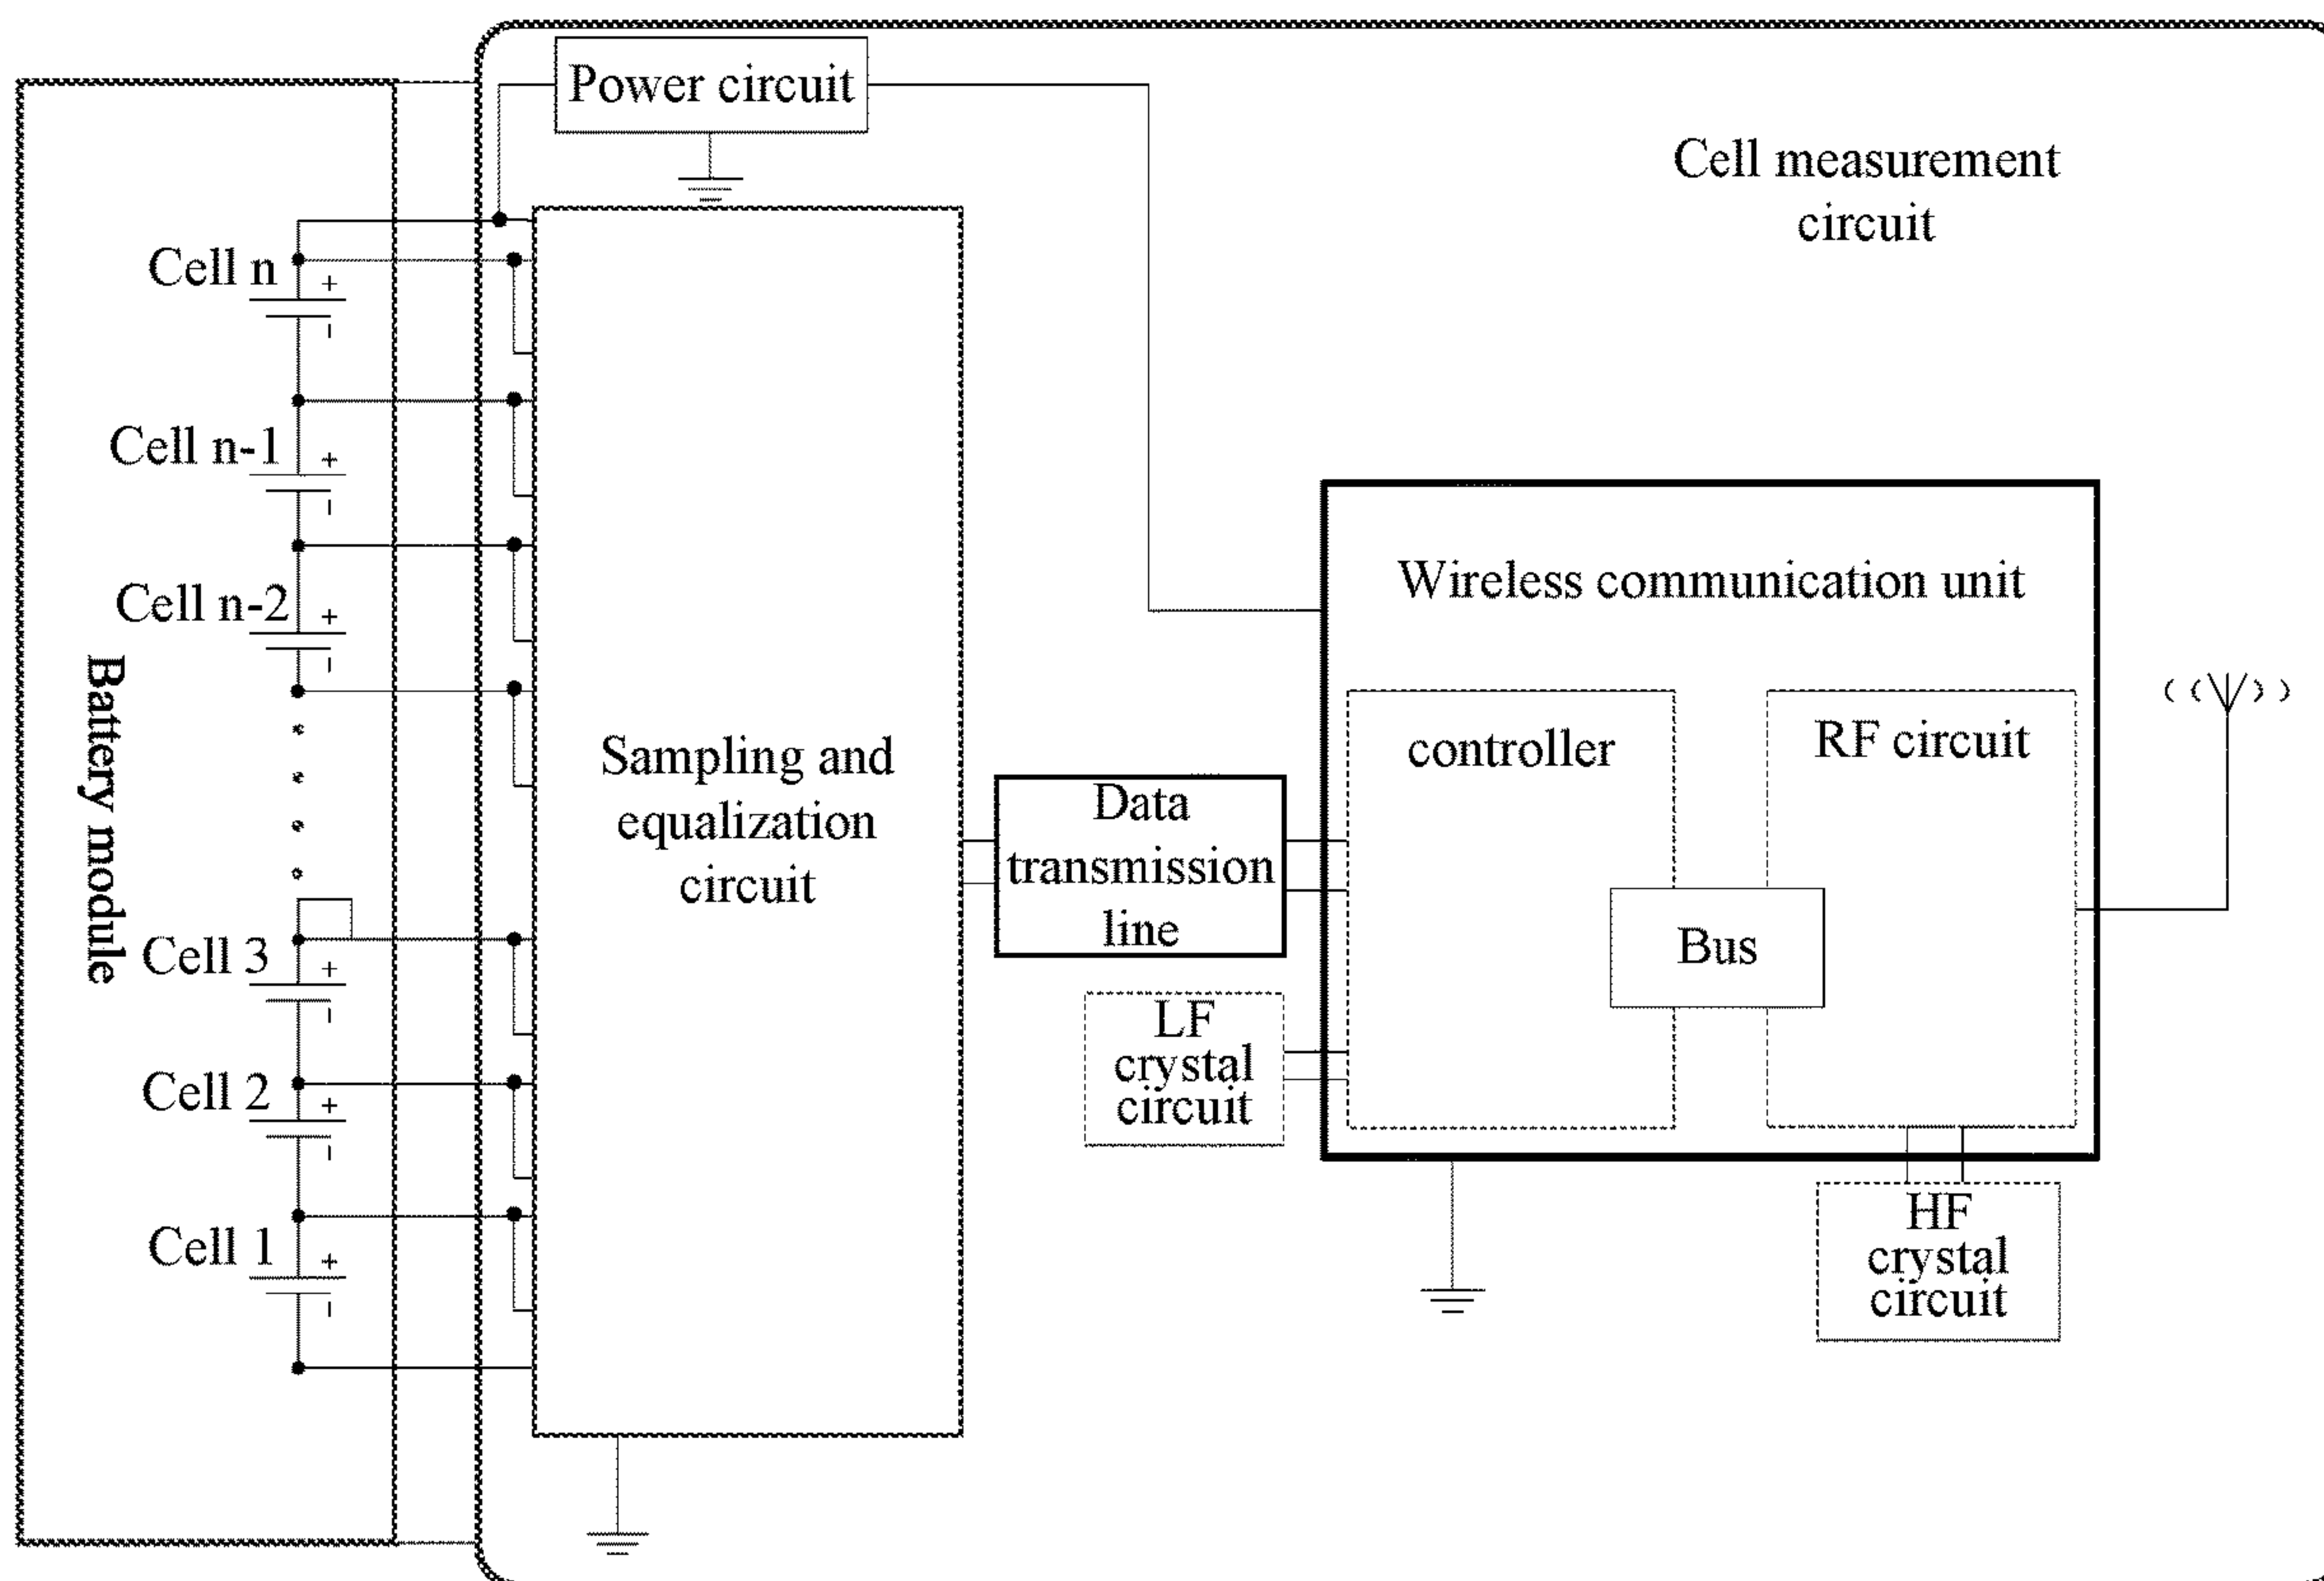 Power circuit
Cell measurement
circuit
Cell n
+
-
Cell n-1
+
-
Cell n-2
+
-
Battery module
Wireless communication unit
controller
RF circuit
Bus
Sampling and
equalization
circuit
Data
transmission
line
LF
crystal
circuit
HF
crystal
circuit
Cell 3
+
-
Cell 2
+
-
Cell 1
+
-